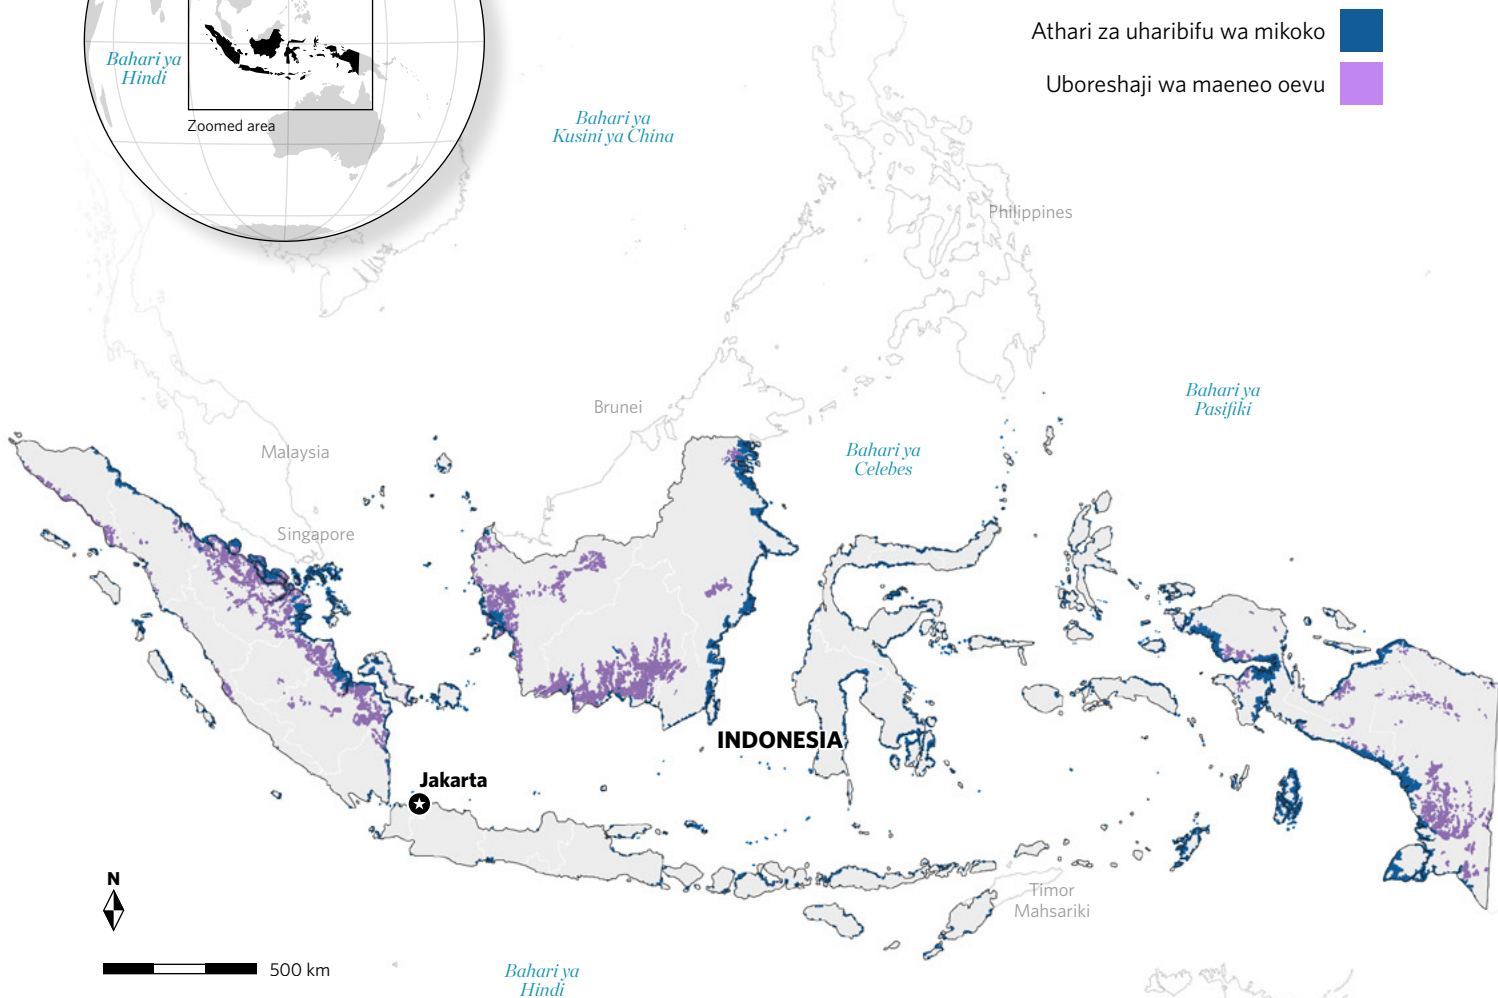 Athari za uharibifu wa mikoko
Uboreshaji wa maeneo oevu
Bahari ya
Hindi
Zoomed area
Bahari ya
Kusini ya China
Philippines
Bahari ya
Pasifiki
Brunei
Malaysia
Bahari ya
Celebes
Singapore
INDONESIA
Jakarta
N
Timor
Mahsariki
500 km
Bahari ya
Hindi